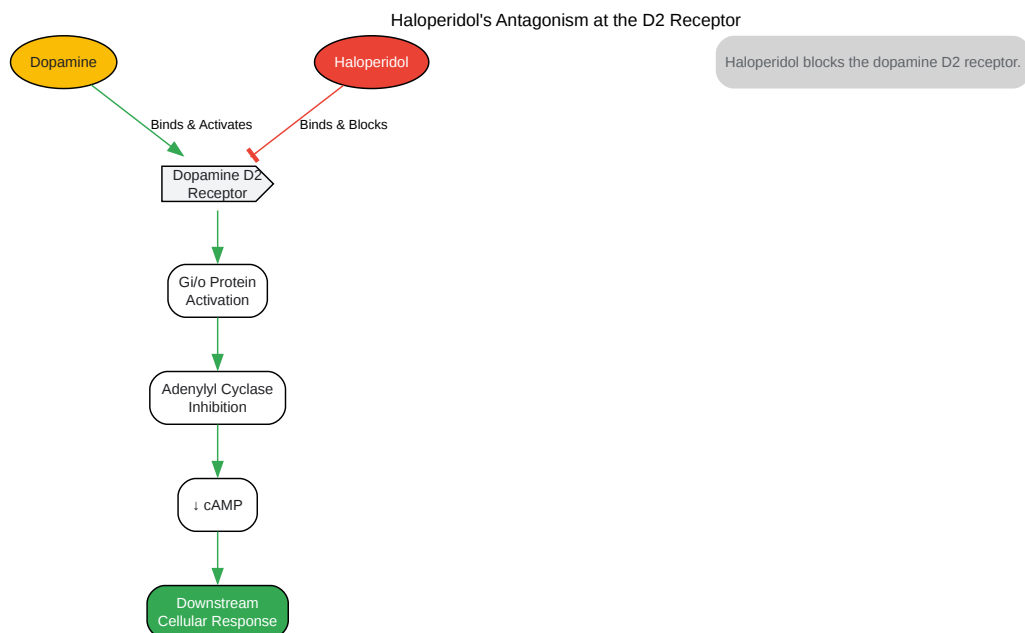 Haloperidol's Antagonism at the D2 Receptor
Dopamine
Haloperidol
Haloperidol blocks the dopamine D2 receptor.
Binds & Activates
Binds & Blocks
Dopamine D2
Receptor
Gi/o Protein
Activation
Adenylyl Cyclase
Inhibition
↓ cAMP
Downstream
Cellular Response